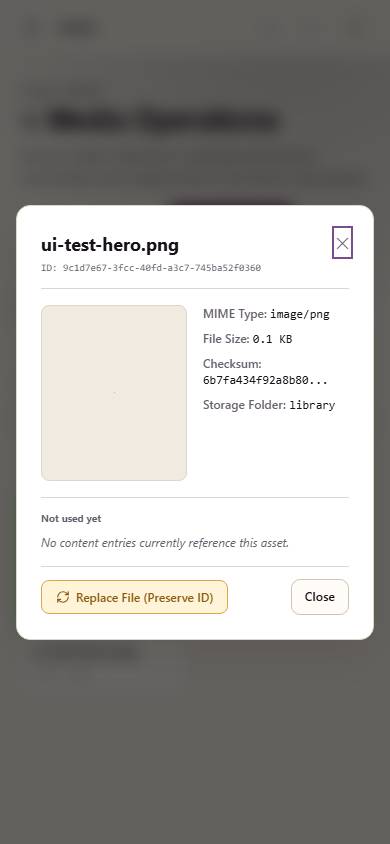 Media Operations
ui-test-hero.png
ID: 9c1d7e67-3fcc-40fd-a3c7-745ba52f0360
MIME Type: image/png
File Size: 0.1 KB
Checksum:
6b7fa434f92a8b80...
Storage Folder: library
Not used yet
No content entries currently reference this asset.
Replace File (Preserve ID)
Close